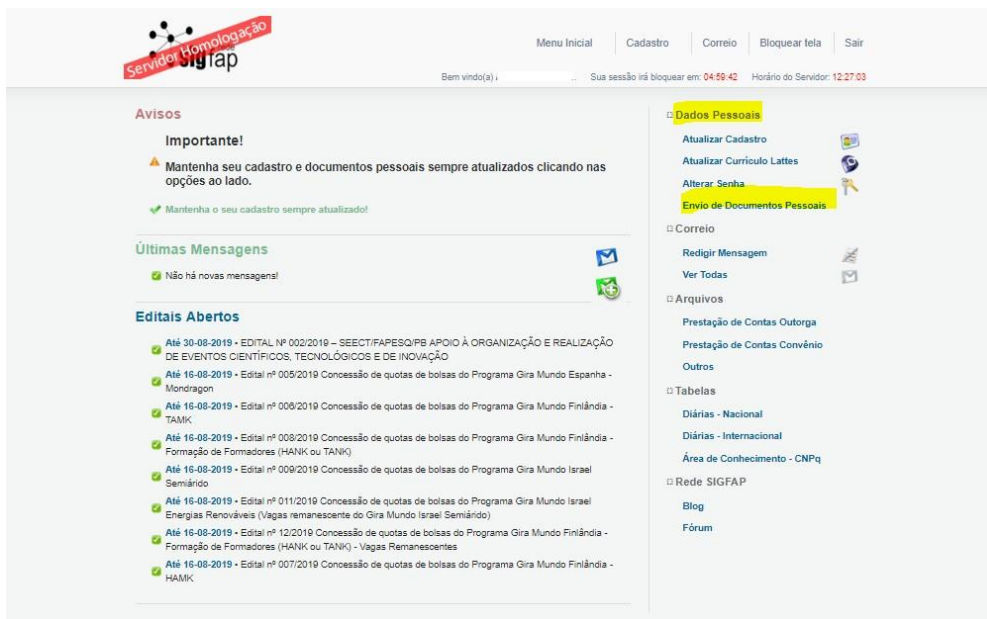 Servidor Homologação
sigfap
Menu Inicial Cadastro Correio Bloquear tela Sair
Bem vindo(a) Sua sessão irá bloquear em: 04:59:42 Horário do Servidor: 12:27:03
Avisos
Importante!
Mantenha seu cadastro e documentos pessoais sempre atualizados clicando nas
opções ao lado.
Mantenha o seu cadastro sempre atualizado!
Últimas Mensagens
Não há novas mensagens!
Editais Abertos
Até 30-08-2019 - EDITAL Nº 002/2019 – SEECT/FAPESQ/PB APOIO À ORGANIZAÇÃO E REALIZAÇÃO
DE EVENTOS CIENTÍFICOS, TECNOLÓGICOS E DE INOVAÇÃO
Até 16-08-2019 - Edital nº 005/2019 Concessão de quotas de bolsas do Programa Gira Mundo Espanha -
Mondragon
Até 16-08-2019 - Edital nº 006/2019 Concessão de quotas de bolsas do Programa Gira Mundo Finlândia -
TAMK
Até 16-08-2019 - Edital nº 008/2019 Concessão de quotas de bolsas do Programa Gira Mundo Finlândia -
Formação de Formadores (HANK ou TANK)
Até 16-08-2019 - Edital nº 009/2019 Concessão de quotas de bolsas do Programa Gira Mundo Israel
Semiárido
Até 16-08-2019 - Edital nº 011/2019 Concessão de quotas de bolsas do Programa Gira Mundo Israel
Energias Renováveis (Vagas remanescente do Gira Mundo Israel Semiárido)
Até 16-08-2019 - Edital nº 12/2019 Concessão de quotas de bolsas do Programa Gira Mundo Finlândia -
Formação de Formadores (HANK ou TANK) - Vagas Remanescentes
Até 16-08-2019 - Edital nº 007/2019 Concessão de quotas de bolsas do Programa Gira Mundo Finlândia -
HAMK
Dados Pessoais
Atualizar Cadastro
Atualizar Currículo Lattes
Alterar Senha
Envio de Documentos Pessoais
Correio
Redigir Mensagem
Ver Todas
Arquivos
Prestação de Contas Outorga
Prestação de Contas Convênio
Outros
Tabelas
Diárias - Nacional
Diárias - Internacional
Área de Conhecimento - CNPq
Rede SIGFAP
Blog
Fórum